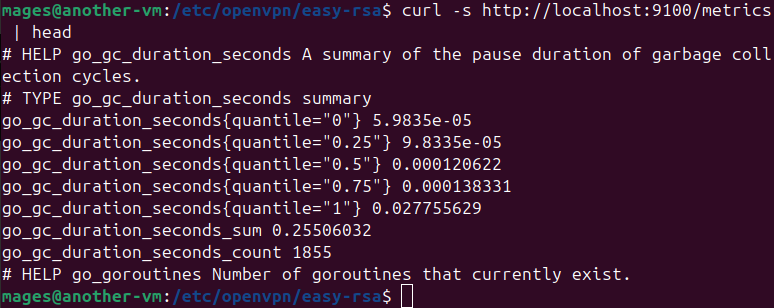 mages@another-vm:/etc/openvpn/easy-rsa$ curl -s http://localhost:9100/metrics
 | head
# HELP go_gc_duration_seconds A summary of the pause duration of garbage coll
ection cycles.
# TYPE go_gc_duration_seconds summary
go_gc_duration_seconds{quantile="0"} 5.9835e-05
go_gc_duration_seconds{quantile="0.25"} 9.8335e-05
go_gc_duration_seconds{quantile="0.5"} 0.000120622
go_gc_duration_seconds{quantile="0.75"} 0.000138331
go_gc_duration_seconds{quantile="1"} 0.027755629
go_gc_duration_seconds_sum 0.25506032
go_gc_duration_seconds_count 1855
# HELP go_goroutines Number of goroutines that currently exist.
mages@another-vm:/etc/openvpn/easy-rsa$